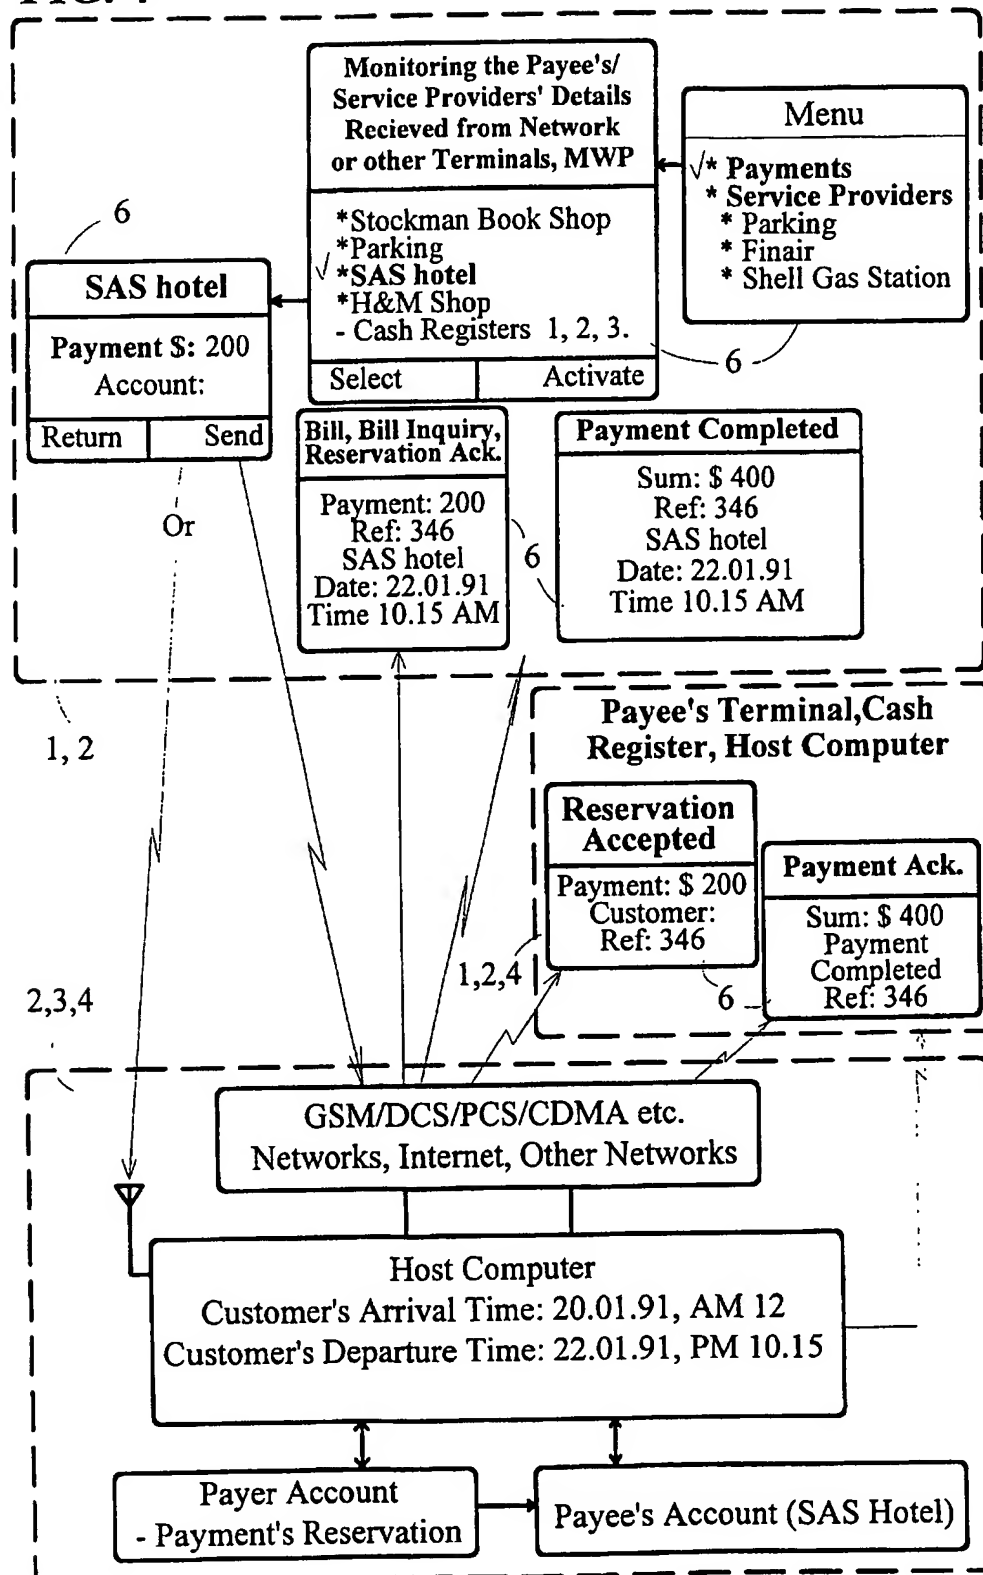 Monitoring the Payee's/
Service Providers' Details
Recieved from Network
or other Terminals, MWP
*Stockman Book Shop
*Parking
√ *SAS hotel
*H&M Shop
- Cash Registers 1, 2, 3.
Select Activate
Menu
√* Payments
* Service Providers
* Parking
* Finair
* Shell Gas Station
6
6
SAS hotel
Payment $: 200
Account:
Return Send
Or
Bill, Bill Inquiry,
Reservation Ack.
Payment: 200
Ref: 346
SAS hotel
Date: 22.01.91
Time 10.15 AM
6
Payment Completed
Sum: $ 400
Ref: 346
SAS hotel
Date: 22.01.91
Time 10.15 AM
1, 2
Payee's Terminal,Cash
Register, Host Computer
Reservation
Accepted
Payment: $ 200
Customer:
Ref: 346
Payment Ack.
Sum: $ 400
Payment
Completed
Ref: 346
1,2,4
6
2,3,4
GSM/DCS/PCS/CDMA etc.
Networks, Internet, Other Networks
Host Computer
Customer's Arrival Time: 20.01.91, AM 12
Customer's Departure Time: 22.01.91, PM 10.15
Payer Account
- Payment's Reservation
Payee's Account (SAS Hotel)